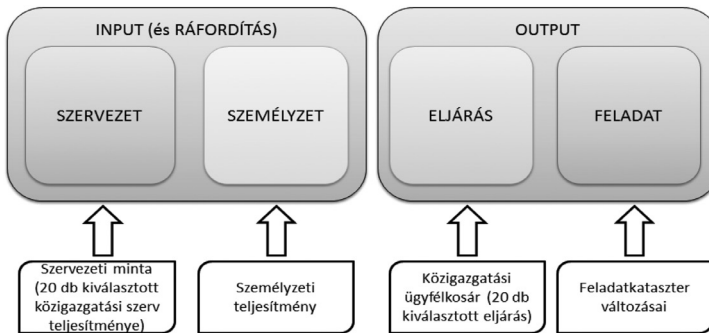 INPUT (és RÁFORDÍTÁS)
SZERVEZET
SZEMÉLYZET
OUTPUT
ELJÁRÁS
FELADAT
Szervezeti minta
(20 db kiválasztott
közigazgatási szerv
teljesítménye)
Személyzeti
teljesítmény
Közigazgatási
ügyfélkosár (20 db
kiválasztott eljárás)
Feladatkataszter
változásai